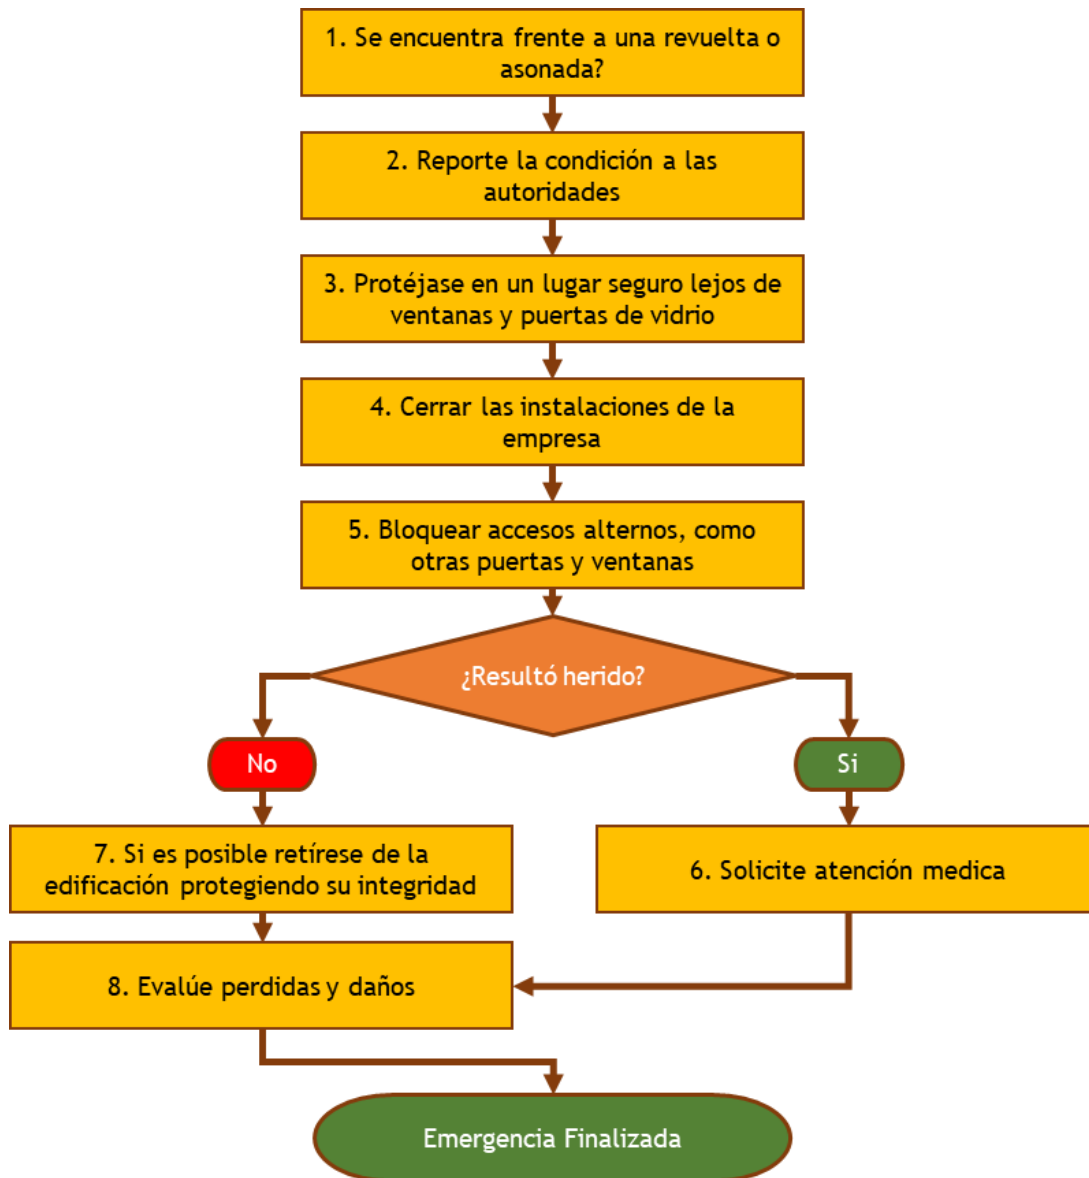 1. Se encuentra frente a una revuelta o
asonada?
2. Reporte la condición a las
autoridades
3. Protéjase en un lugar seguro lejos de
ventanas y puertas de vidrio
4. Cerrar las instalaciones de la
empresa
5. Bloquear accesos alternos, como
otras puertas y ventanas
¿Resultó herido?
No
Si
7. Si es posible retírese de la
edificación protegiendo su integridad
6. Solicite atención medica
8. Evalúe perdidas y daños
Emergencia Finalizada